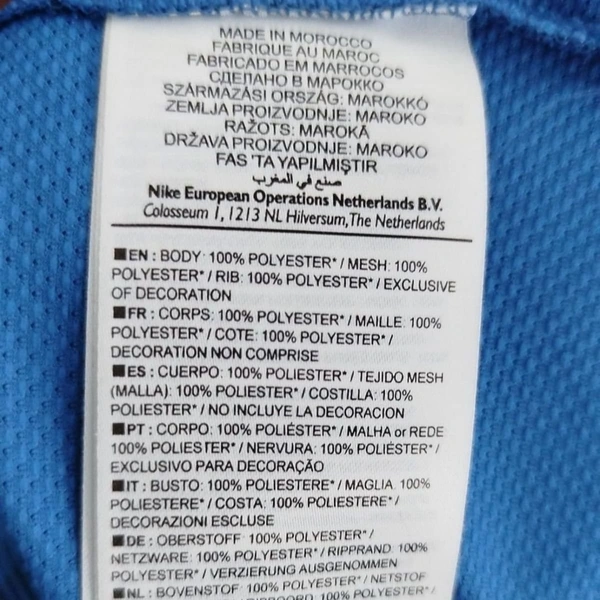 MADE IN MOROCCO
FABRIQUE AU MAROC
FABRICADO EM MARROCOS
СДЕЛАНО В МАРОККО
SZÁRMAZÁSI ORSZÁG: MAROKKÓ
ZEMLJA PROIZVODNJE: MAROKO
RAŽOTS: MAROKĀ
DRŽAVA PROIZVODNJE: MAROKO
FAS 'TA YAPILMIŞTIR
صنع في المغرب
Nike European Operations Netherlands B.V.
Colosseum 1, 1213 NL Hilversum, The Netherlands
EN : BODY: 100% POLYESTER* / MESH: 100%
POLYESTER* / RIB: 100% POLYESTER* / EXCLUSIVE
OF DECORATION
FR : CORPS: 100% POLYESTER* / MAILLE: 100%
POLYESTER* / COTE: 100% POLYESTER* /
DECORATION NON COMPRISE
ES : CUERPO: 100% POLIESTER* / TEJIDO MESH
(MALLA): 100% POLIESTER* / COSTILLA: 100%
POLIESTER* / NO INCLUYE LA DECORACION
PT : CORPO: 100% POLIÉSTER* / MALHA or REDE
100% POLIESTER* / NERVURA: 100% POLIÉSTER* /
EXCLUSIVO PARA DECORAÇÃO
IT : BUSTO: 100% POLIESTERE* / MAGLIA: 100%
POLIESTERE* / COSTA: 100% POLIESTERE* /
DECORAZIONI ESCLUSE
DE : OBERSTOFF: 100% POLYESTER* /
NETZWARE: 100% POLYESTER* / RIPPRAND: 100%
POLYESTER* / VERZIERUNG AUSGENOMMEN
NL : BOVENSTOF: 100% POLYESTER* / NETSTOF